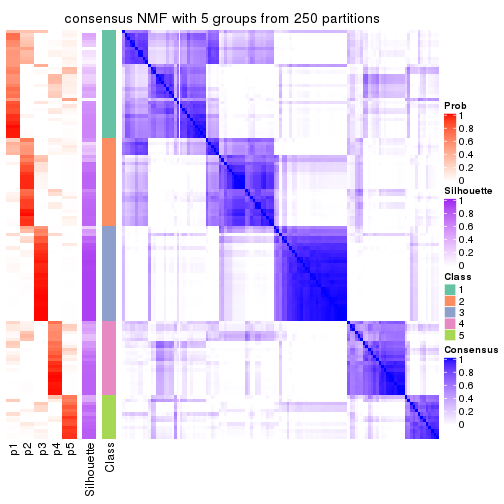 consensus NMF with 5 groups from 250 partitions
Prob
1
0.8
0.6
0.4
0.2
0
Silhouette
1
0.8
0.6
0.4
0.2
0
Class
1
2
3
4
5
Consensus
1
0.8
0.6
0.4
0.2
0
p1
p2
p3
p4
p5
Silhouette
Class